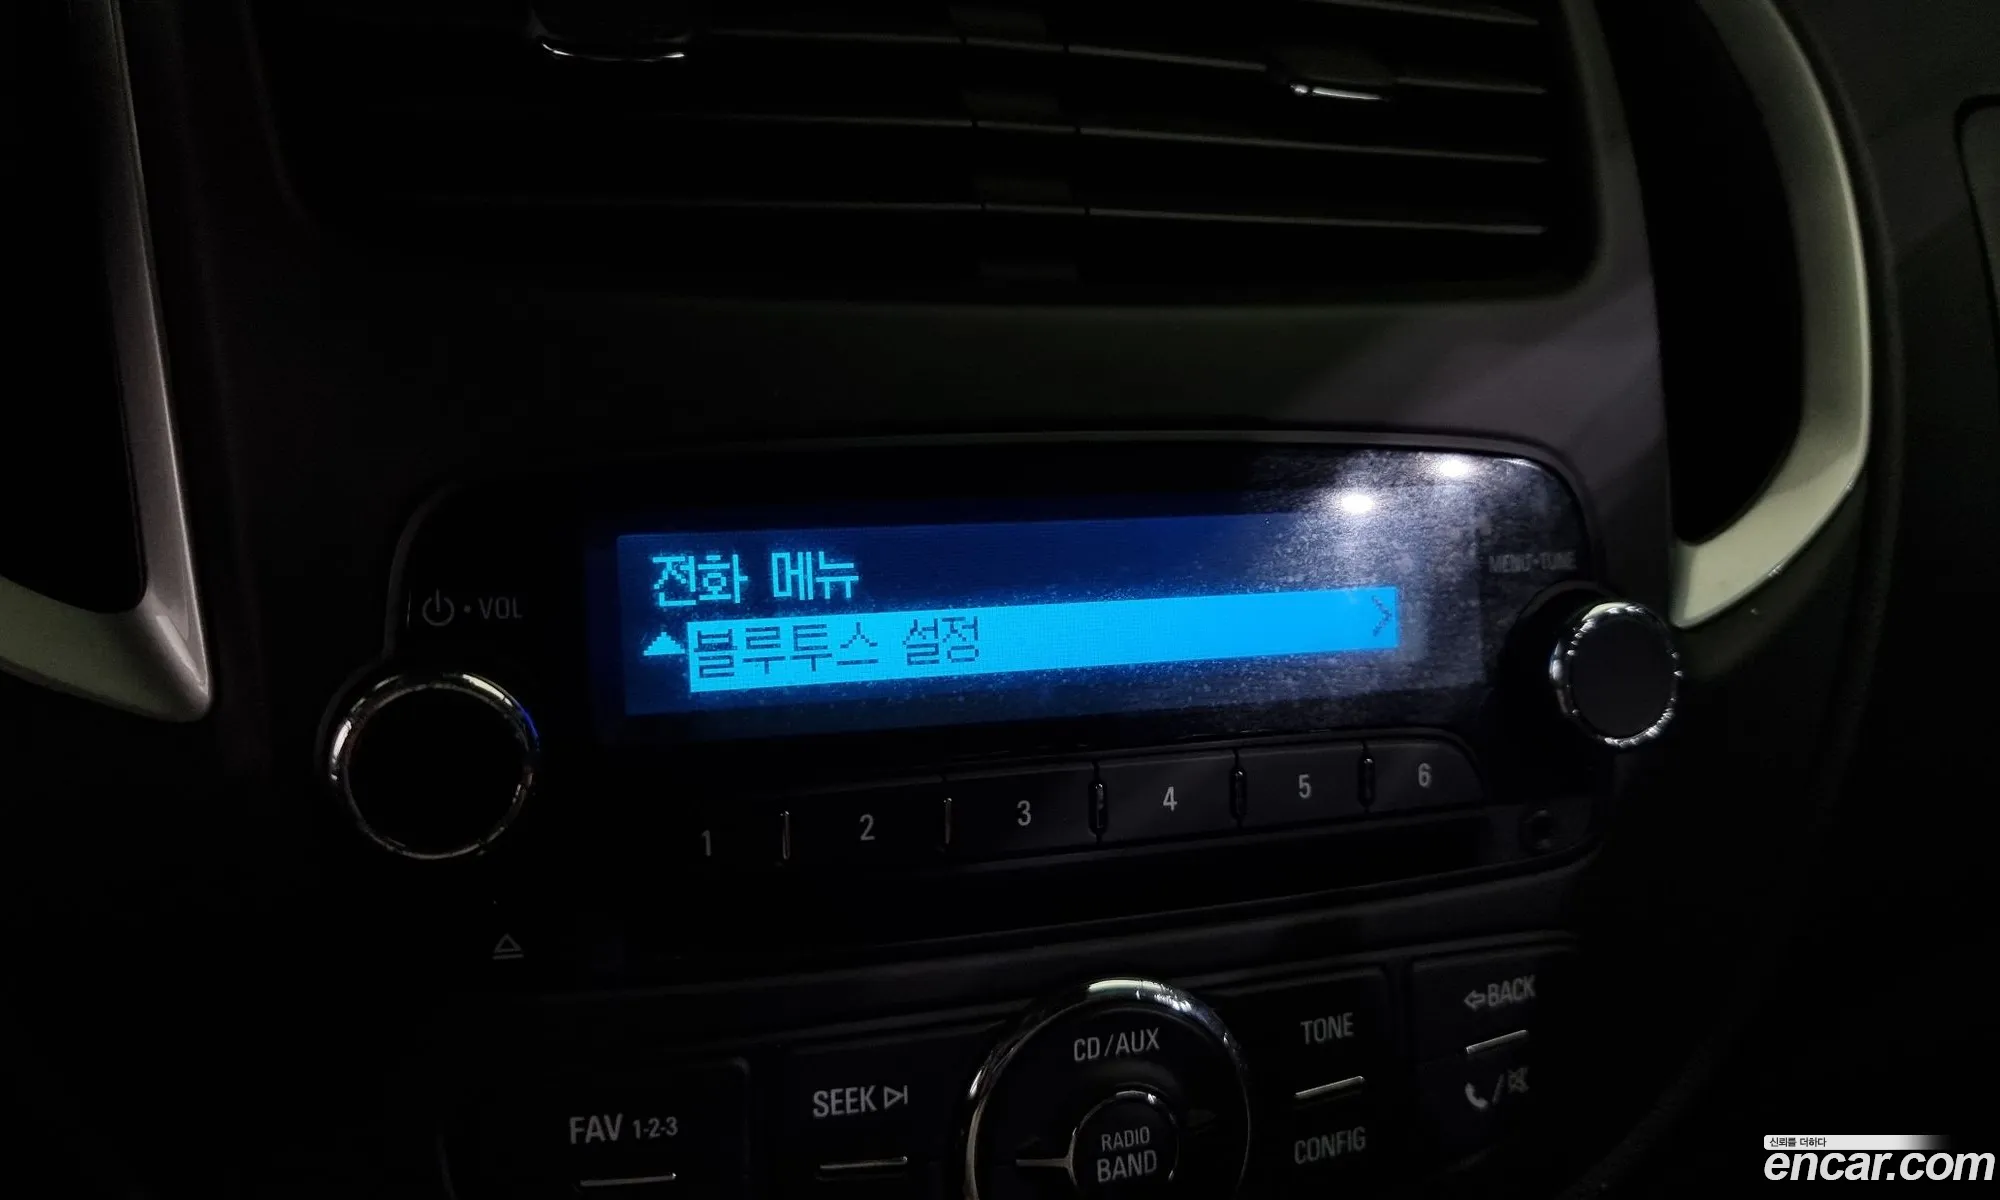 전화 메뉴
블루투스 설정
VOL
MENU•TUNE
1 2 3 4 5 6
CD/AUX
TONE
BACK
FAV 1-2-3
SEEK
RADIO
BAND
CONFIG
신뢰를 더하다
encar.com